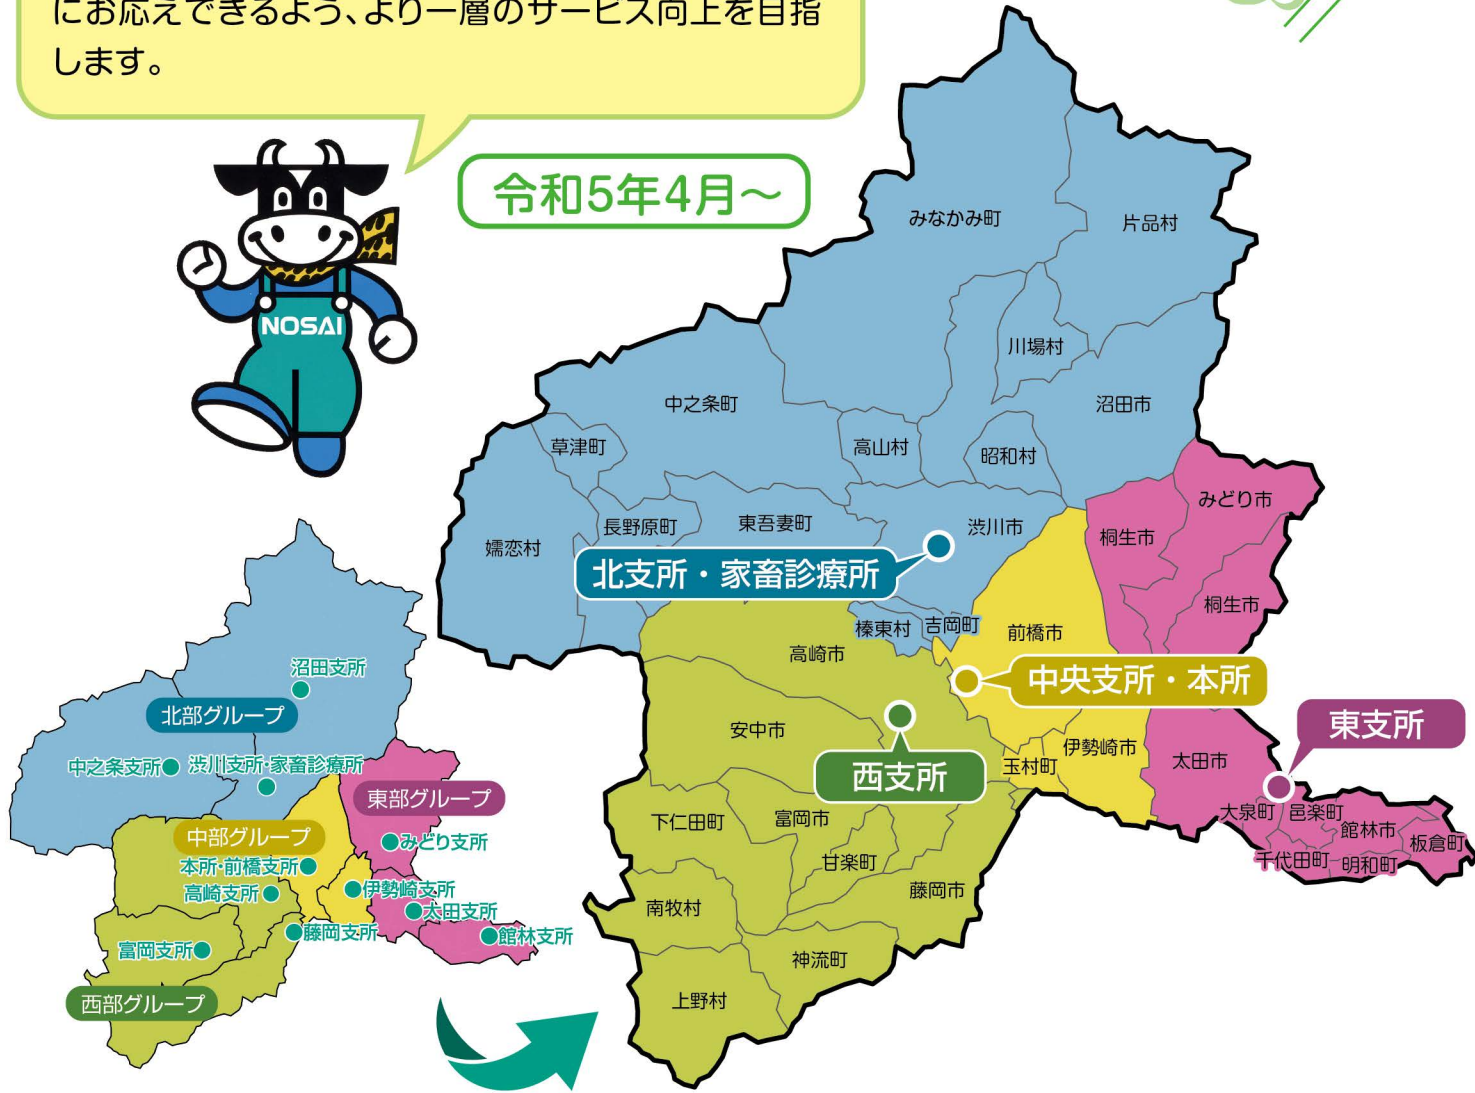 にお応えできるよう、より一層のサービス向上を目指
します。
令和5年4月～
NOSAI
みなかみ町
片品村
川場村
中之条町
沼田市
草津町
高山村
昭和村
みどり市
長野原町
東吾妻町
渋川市
桐生市
嬬恋村
北支所・家畜診療所
桐生市
榛東村
吉岡町
前橋市
高崎市
中央支所・本所
東支所
安中市
西支所
玉村町
伊勢崎市
太田市
下仁田町
富岡市
大泉町
邑楽町
館林市
板倉町
甘楽町
千代田町
明和町
藤岡市
南牧村
神流町
上野村
沼田支所
北部グループ
中之条支所
渋川支所・家畜診療所
東部グループ
中部グループ
みどり支所
本所・前橋支所
高崎支所
伊勢崎支所
太田支所
藤岡支所
館林支所
富岡支所
西部グループ